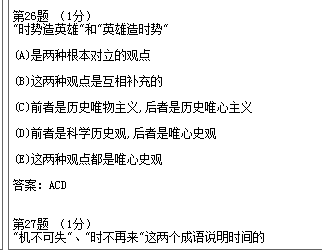 第26题 （1分）
"时势造英雄"和"英雄造时势"
(A)是两种根本对立的观点
(B)这两种观点是互相补充的
(C)前者是历史唯物主义,后者是历史唯心主义
(D)前者是科学历史观,后者是唯心史观
(E)这两种观点都是唯心史观
答案: ACD
第27题 （1分）
"机不可失"、"时不再来"这两个成语说明时间的